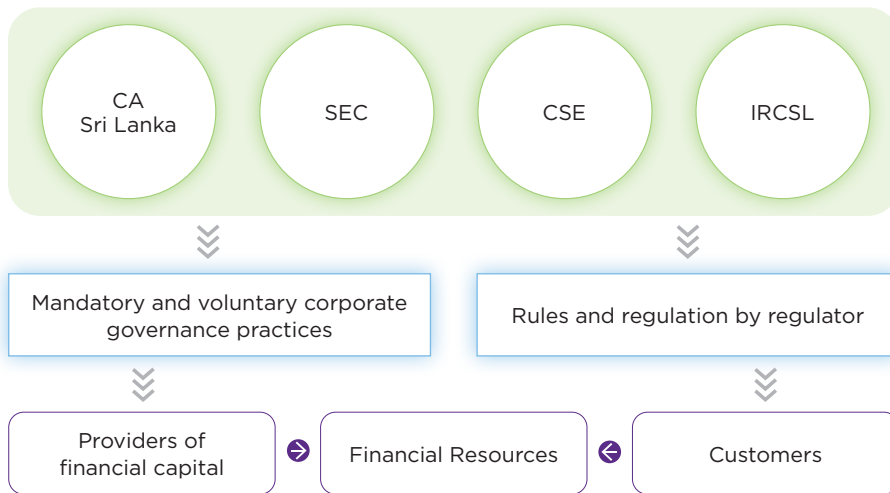 CA
Sri Lanka
SEC
CSE
IRCSL
Mandatory and voluntary corporate
governance practices
Rules and regulation by regulator
Providers of
financial capital
Financial Resources
Customers